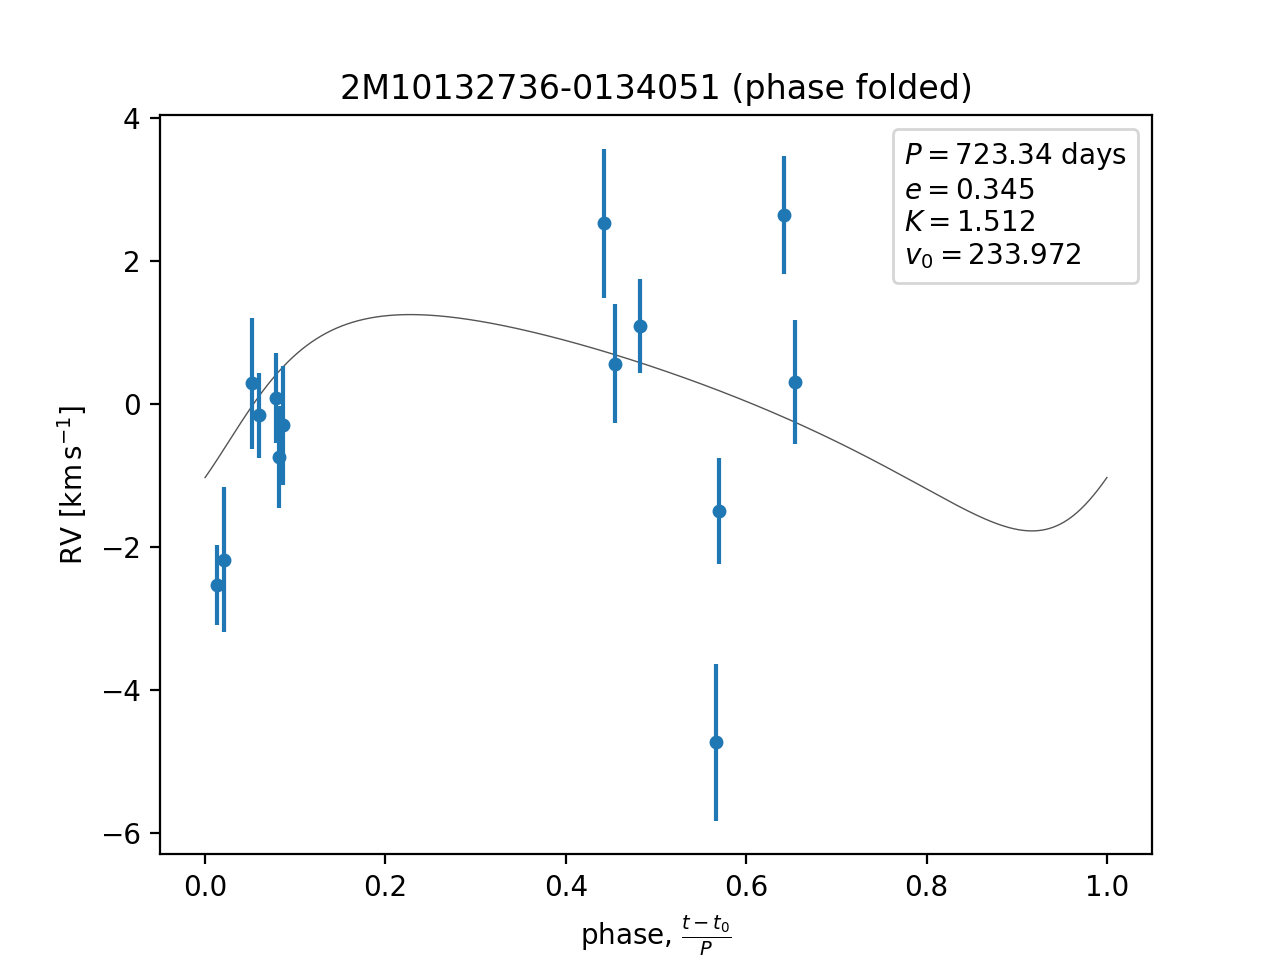 2M10132736-0134051 (phase folded)
P = 723.34 days
e = 0.345
K = 1.512
v₀ = 233.972
RV [km s⁻¹]
4
2
0
−2
−4
−6
0.0 0.2 0.4 0.6 0.8 1.0
phase, (t − t₀)/P